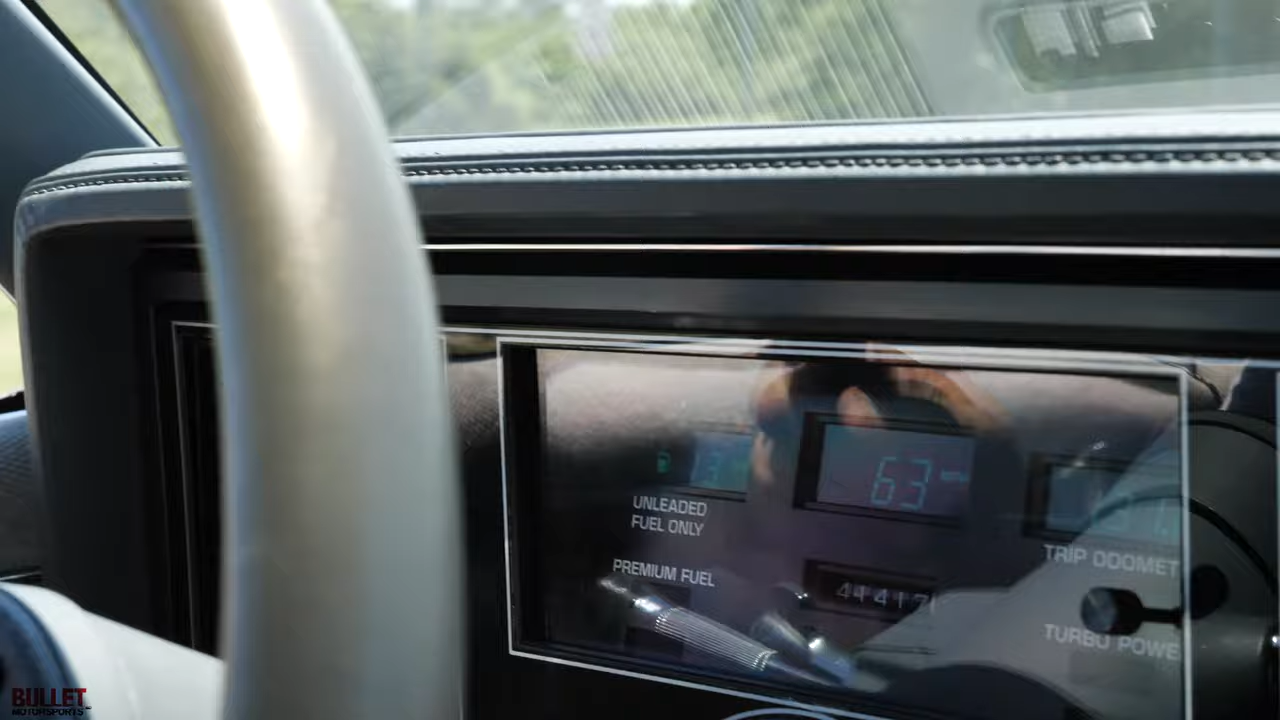 63
UNLEADED
FUEL ONLY
PREMIUM FUEL
TRIP ODOMET
TURBO POWE
BULLET
MOTORSPORTS